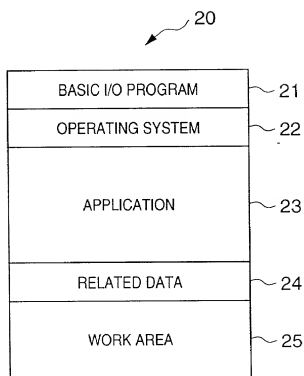 20
BASIC I/O PROGRAM 21
OPERATING SYSTEM 22
APPLICATION 23
RELATED DATA 24
WORK AREA 25